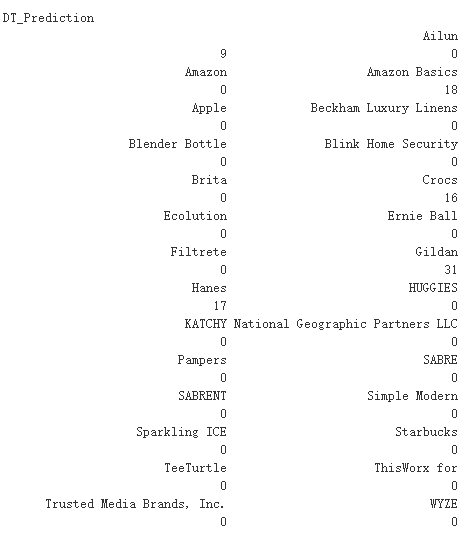 DT_Prediction
Ailun
9 0
Amazon Amazon Basics
0 18
Apple Beckham Luxury Linens
0 0
Blender Bottle Blink Home Security
0 0
Brita Crocs
0 16
Ecolution Ernie Ball
0 0
Filtrete Gildan
0 31
Hanes HUGGIES
17 0
KATCHY National Geographic Partners LLC
0 0
Pampers SABRE
0 0
SABRENT Simple Modern
0 0
Sparkling ICE Starbucks
0 0
TeeTurtle ThisWorx for
0 0
Trusted Media Brands, Inc. WYZE
0 0